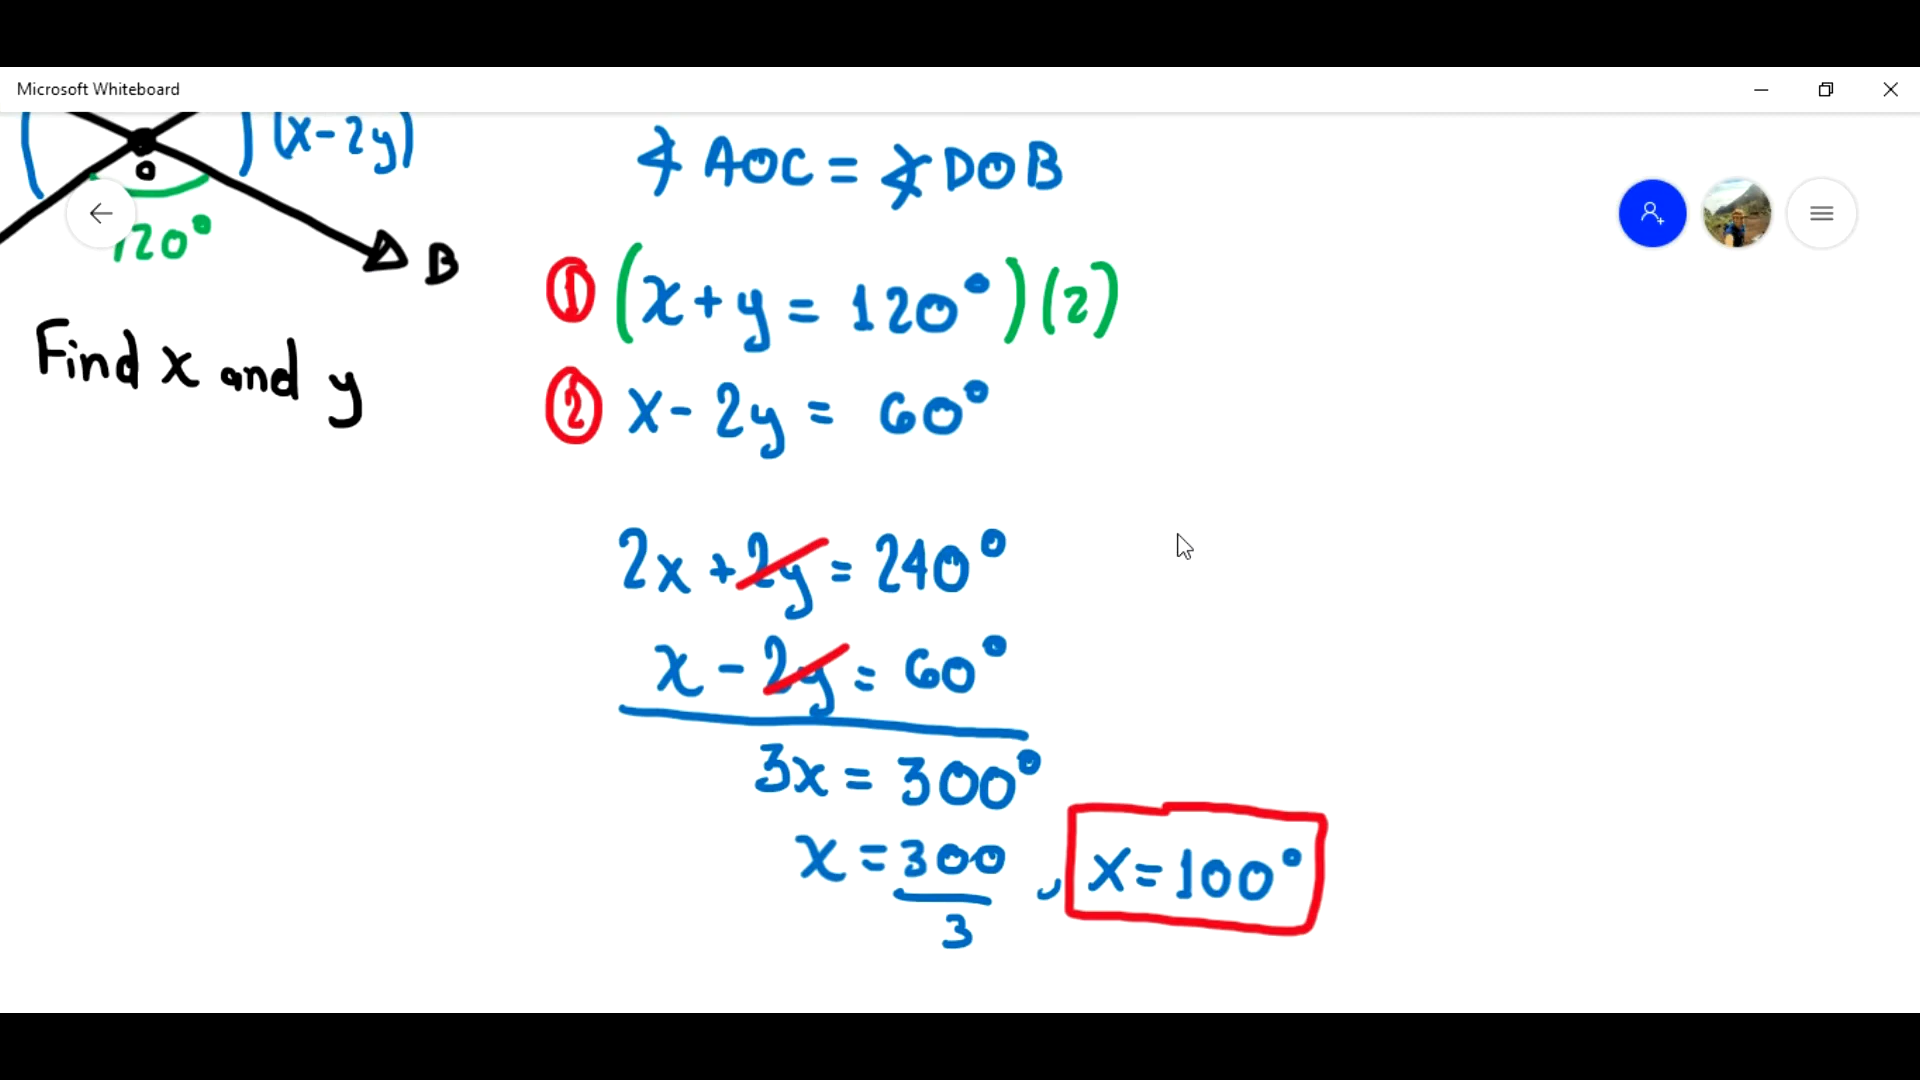 Microsoft Whiteboard
(x-2y)
∢ AOC = ∢ DOB
O
120°
B
① (x + y = 120°)(2)
Find x and y
② x - 2y = 60°
2x + 2y = 240°
x - 2y = 60°
3x = 300°
x = 300/3 , x = 100°